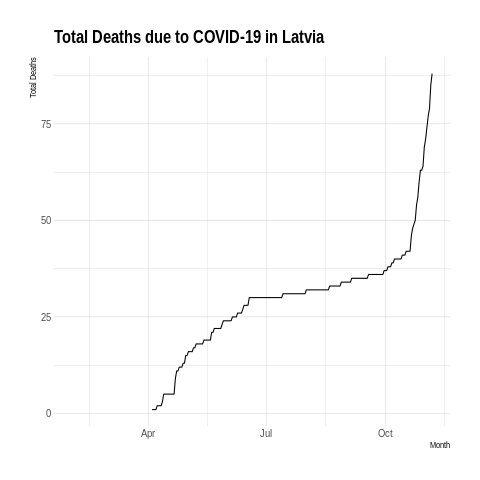 Total Deaths due to COVID-19 in Latvia
Total Deaths
75
50
25
0
Apr Jul Oct
Month